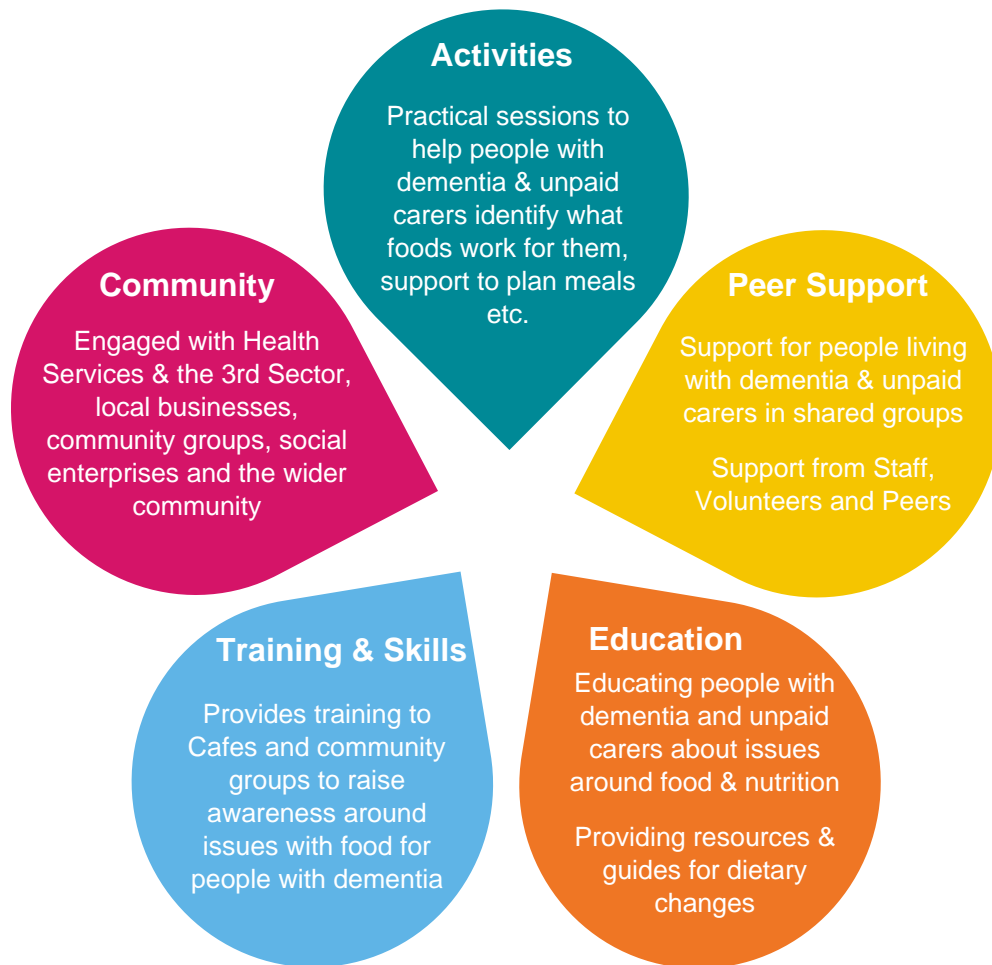 Activities
Practical sessions to
help people with
dementia & unpaid
carers identify what
foods work for them,
support to plan meals
etc.
Peer Support
Support for people living
with dementia & unpaid
carers in shared groups
Support from Staff,
Volunteers and Peers
Education
Educating people with
dementia and unpaid
carers about issues
around food & nutrition
Providing resources &
guides for dietary
changes
Training & Skills
Provides training to
Cafes and community
groups to raise
awareness around
issues with food for
people with dementia
Community
Engaged with Health
Services & the 3rd Sector,
local businesses,
community groups, social
enterprises and the wider
community